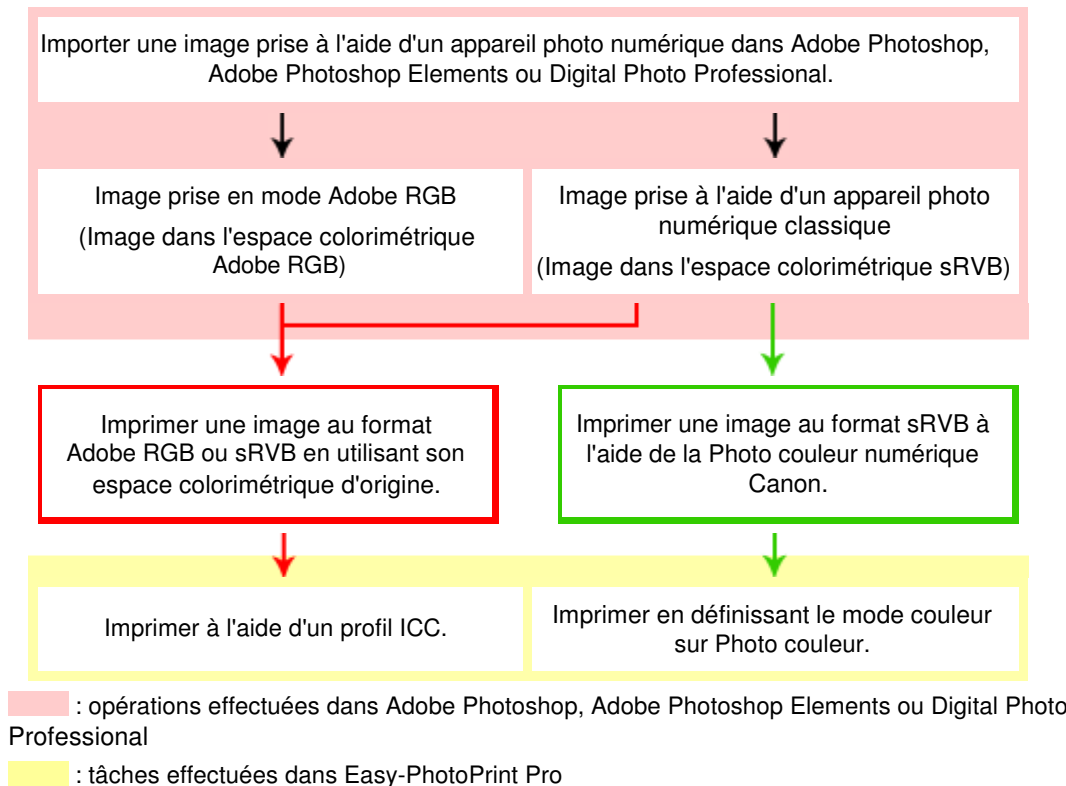 Importer une image prise à l'aide d'un appareil photo numérique dans Adobe Photoshop,
Adobe Photoshop Elements ou Digital Photo Professional.
Image prise en mode Adobe RGB
(Image dans l'espace colorimétrique
Adobe RGB)
Image prise à l'aide d'un appareil photo
numérique classique
(Image dans l'espace colorimétrique sRVB)
Imprimer une image au format
Adobe RGB ou sRVB en utilisant son
espace colorimétrique d'origine.
Imprimer une image au format sRVB à
l'aide de la Photo couleur numérique
Canon.
Imprimer à l'aide d'un profil ICC.
Imprimer en définissant le mode couleur
sur Photo couleur.
: opérations effectuées dans Adobe Photoshop, Adobe Photoshop Elements ou Digital Photo
Professional
: tâches effectuées dans Easy-PhotoPrint Pro